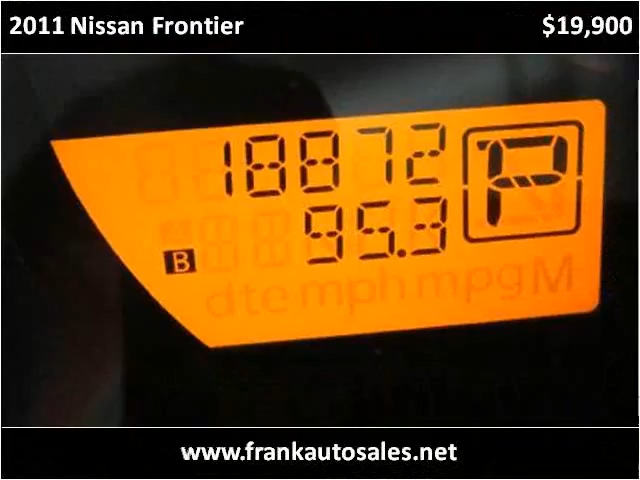 2011 Nissan Frontier $19,900
18872
P
95.3
B
dte mph mpg M
www.frankautosales.net